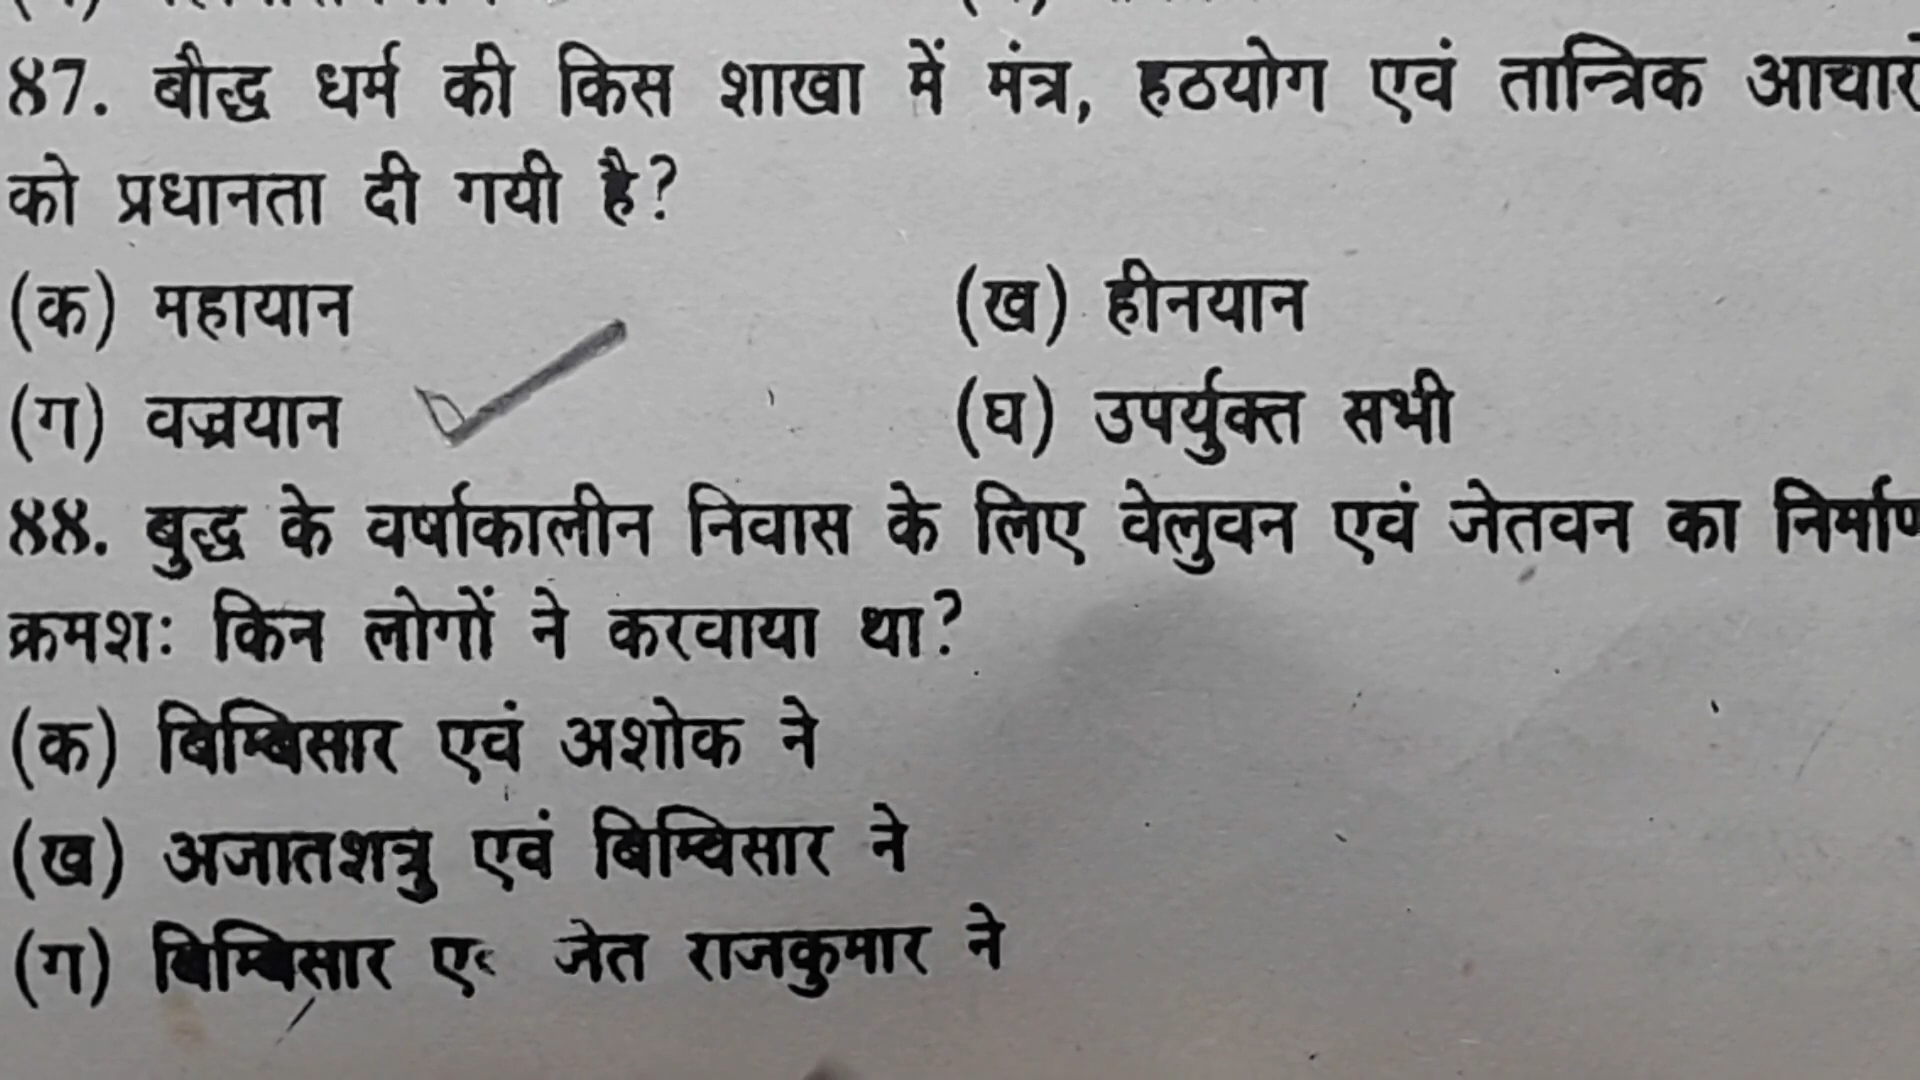 87. बौद्ध धर्म की किस शाखा में मंत्र, हठयोग एवं तान्त्रिक
को प्रधानता दी गयी है?
(क) महायान (ख) हीनयान
(ग) वज्रयान (घ) उपर्युक्त सभी
88. बुद्ध के वर्षाकालीन निवास के लिए वेलुवन एवं जेतवन का
क्रमशः किन लोगों ने करवाया था?
(क) बिम्बिसार एवं अशोक ने
(ख) अजातशत्रु एवं बिम्बिसार ने
(ग) बिम्बिसार जेत राजकुमार ने